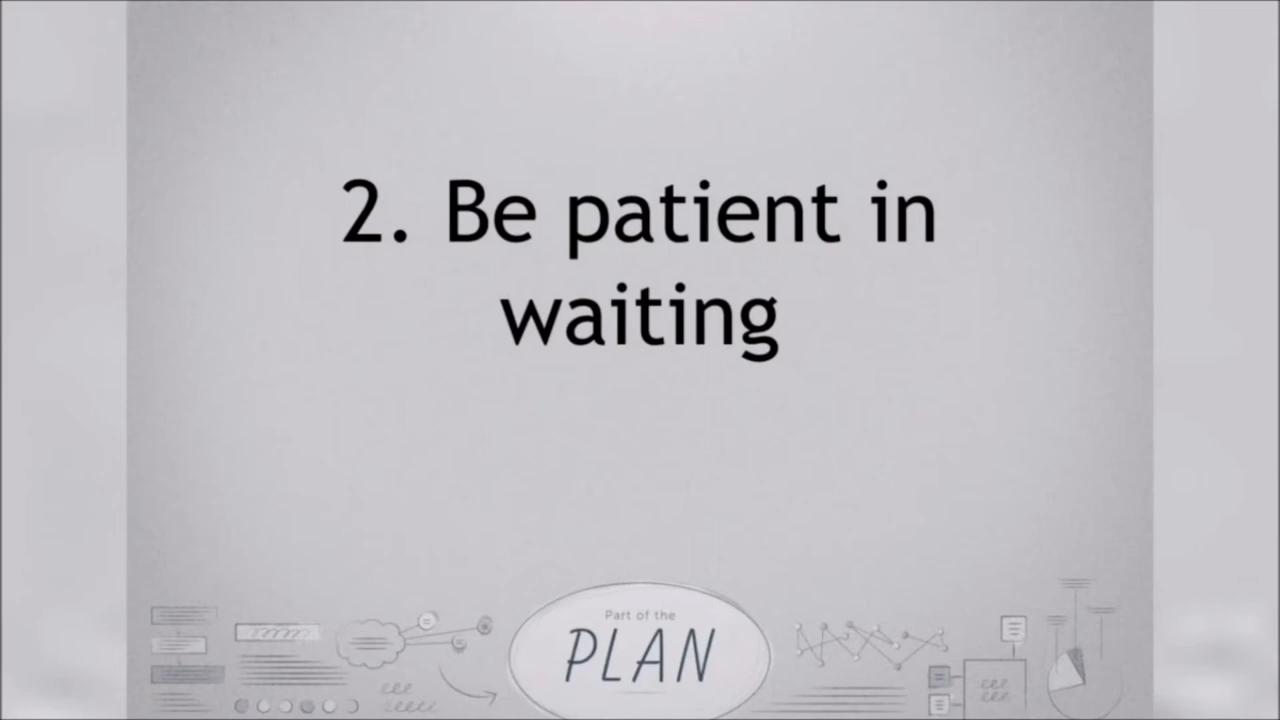 2. Be patient in
waiting
Part of the
PLAN